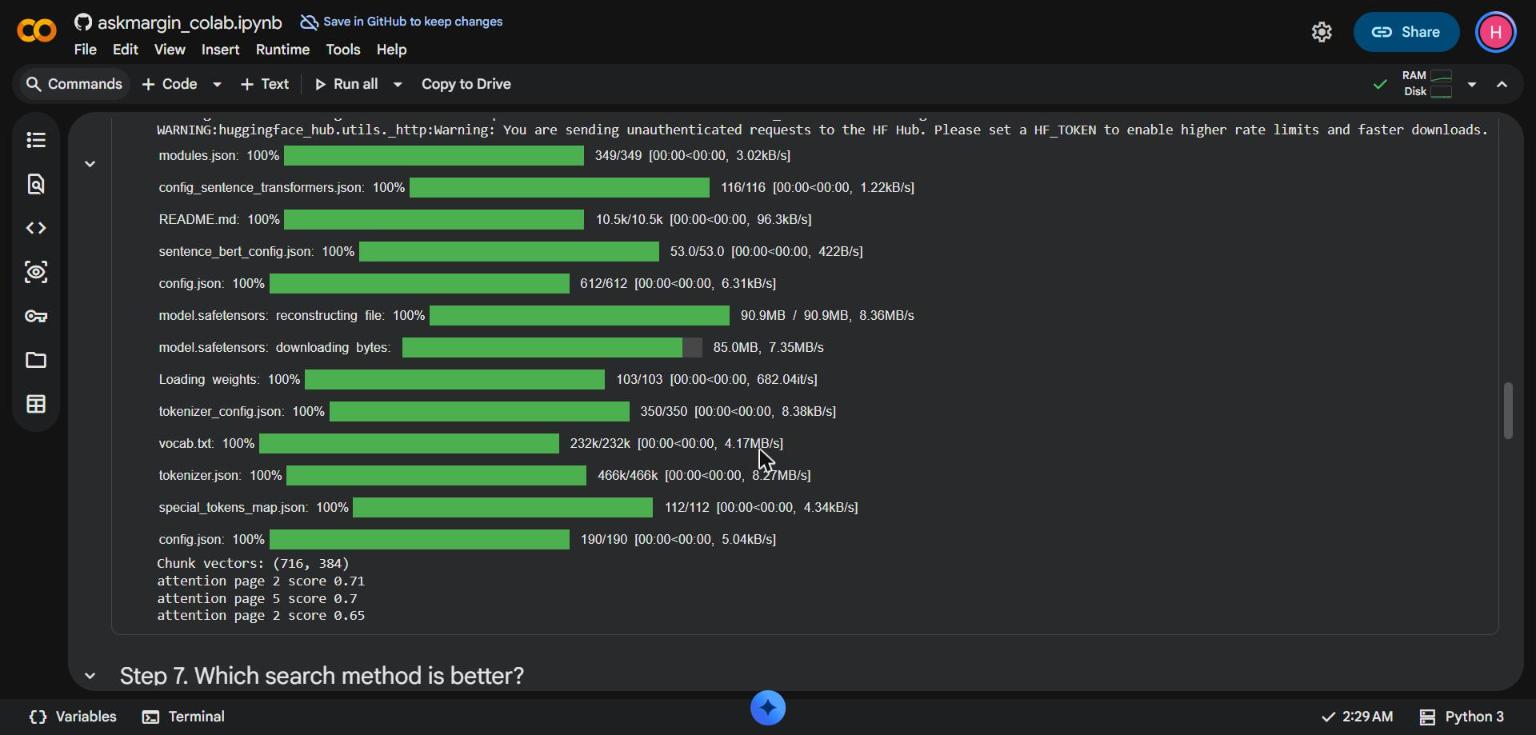 askmargin_colab.ipynb Save in GitHub to keep changes
File Edit View Insert Runtime Tools Help
Share
H
Commands + Code + Text Run all Copy to Drive
RAM
Disk
WARNING:huggingface_hub.utils._http:Warning: You are sending unauthenticated requests to the HF Hub. Please set a HF_TOKEN to enable higher rate limits and faster downloads.
modules.json: 100% 349/349 [00:00<00:00, 3.02kB/s]
config_sentence_transformers.json: 100% 116/116 [00:00<00:00, 1.22kB/s]
README.md: 100% 10.5k/10.5k [00:00<00:00, 96.3kB/s]
sentence_bert_config.json: 100% 53.0/53.0 [00:00<00:00, 422B/s]
config.json: 100% 612/612 [00:00<00:00, 6.31kB/s]
model.safetensors: reconstructing file: 100% 90.9MB / 90.9MB, 8.36MB/s
model.safetensors: downloading bytes: 85.0MB, 7.35MB/s
Loading weights: 100% 103/103 [00:00<00:00, 682.04it/s]
tokenizer_config.json: 100% 350/350 [00:00<00:00, 8.38kB/s]
vocab.txt: 100% 232k/232k [00:00<00:00, 4.17MB/s]
tokenizer.json: 100% 466k/466k [00:00<00:00, 8.27MB/s]
special_tokens_map.json: 100% 112/112 [00:00<00:00, 4.34kB/s]
config.json: 100% 190/190 [00:00<00:00, 5.04kB/s]
Chunk vectors: (716, 384)
attention page 2 score 0.71
attention page 5 score 0.7
attention page 2 score 0.65
Step 7. Which search method is better?
Variables Terminal 2:29 AM Python 3